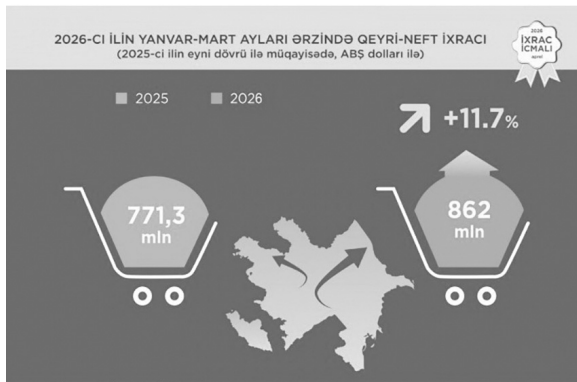 2026-CI İLİN YANVAR-MART AYLARI ƏRZİNDƏ QEYRİ-NEFT İXRACI
(2025-ci ilin eyni dövrü ilə müqayisədə, ABŞ dolları ilə)
2026
İXRAC
İCMALI
aprel
2025
2026
+11.7%
771,3
mln
862
mln